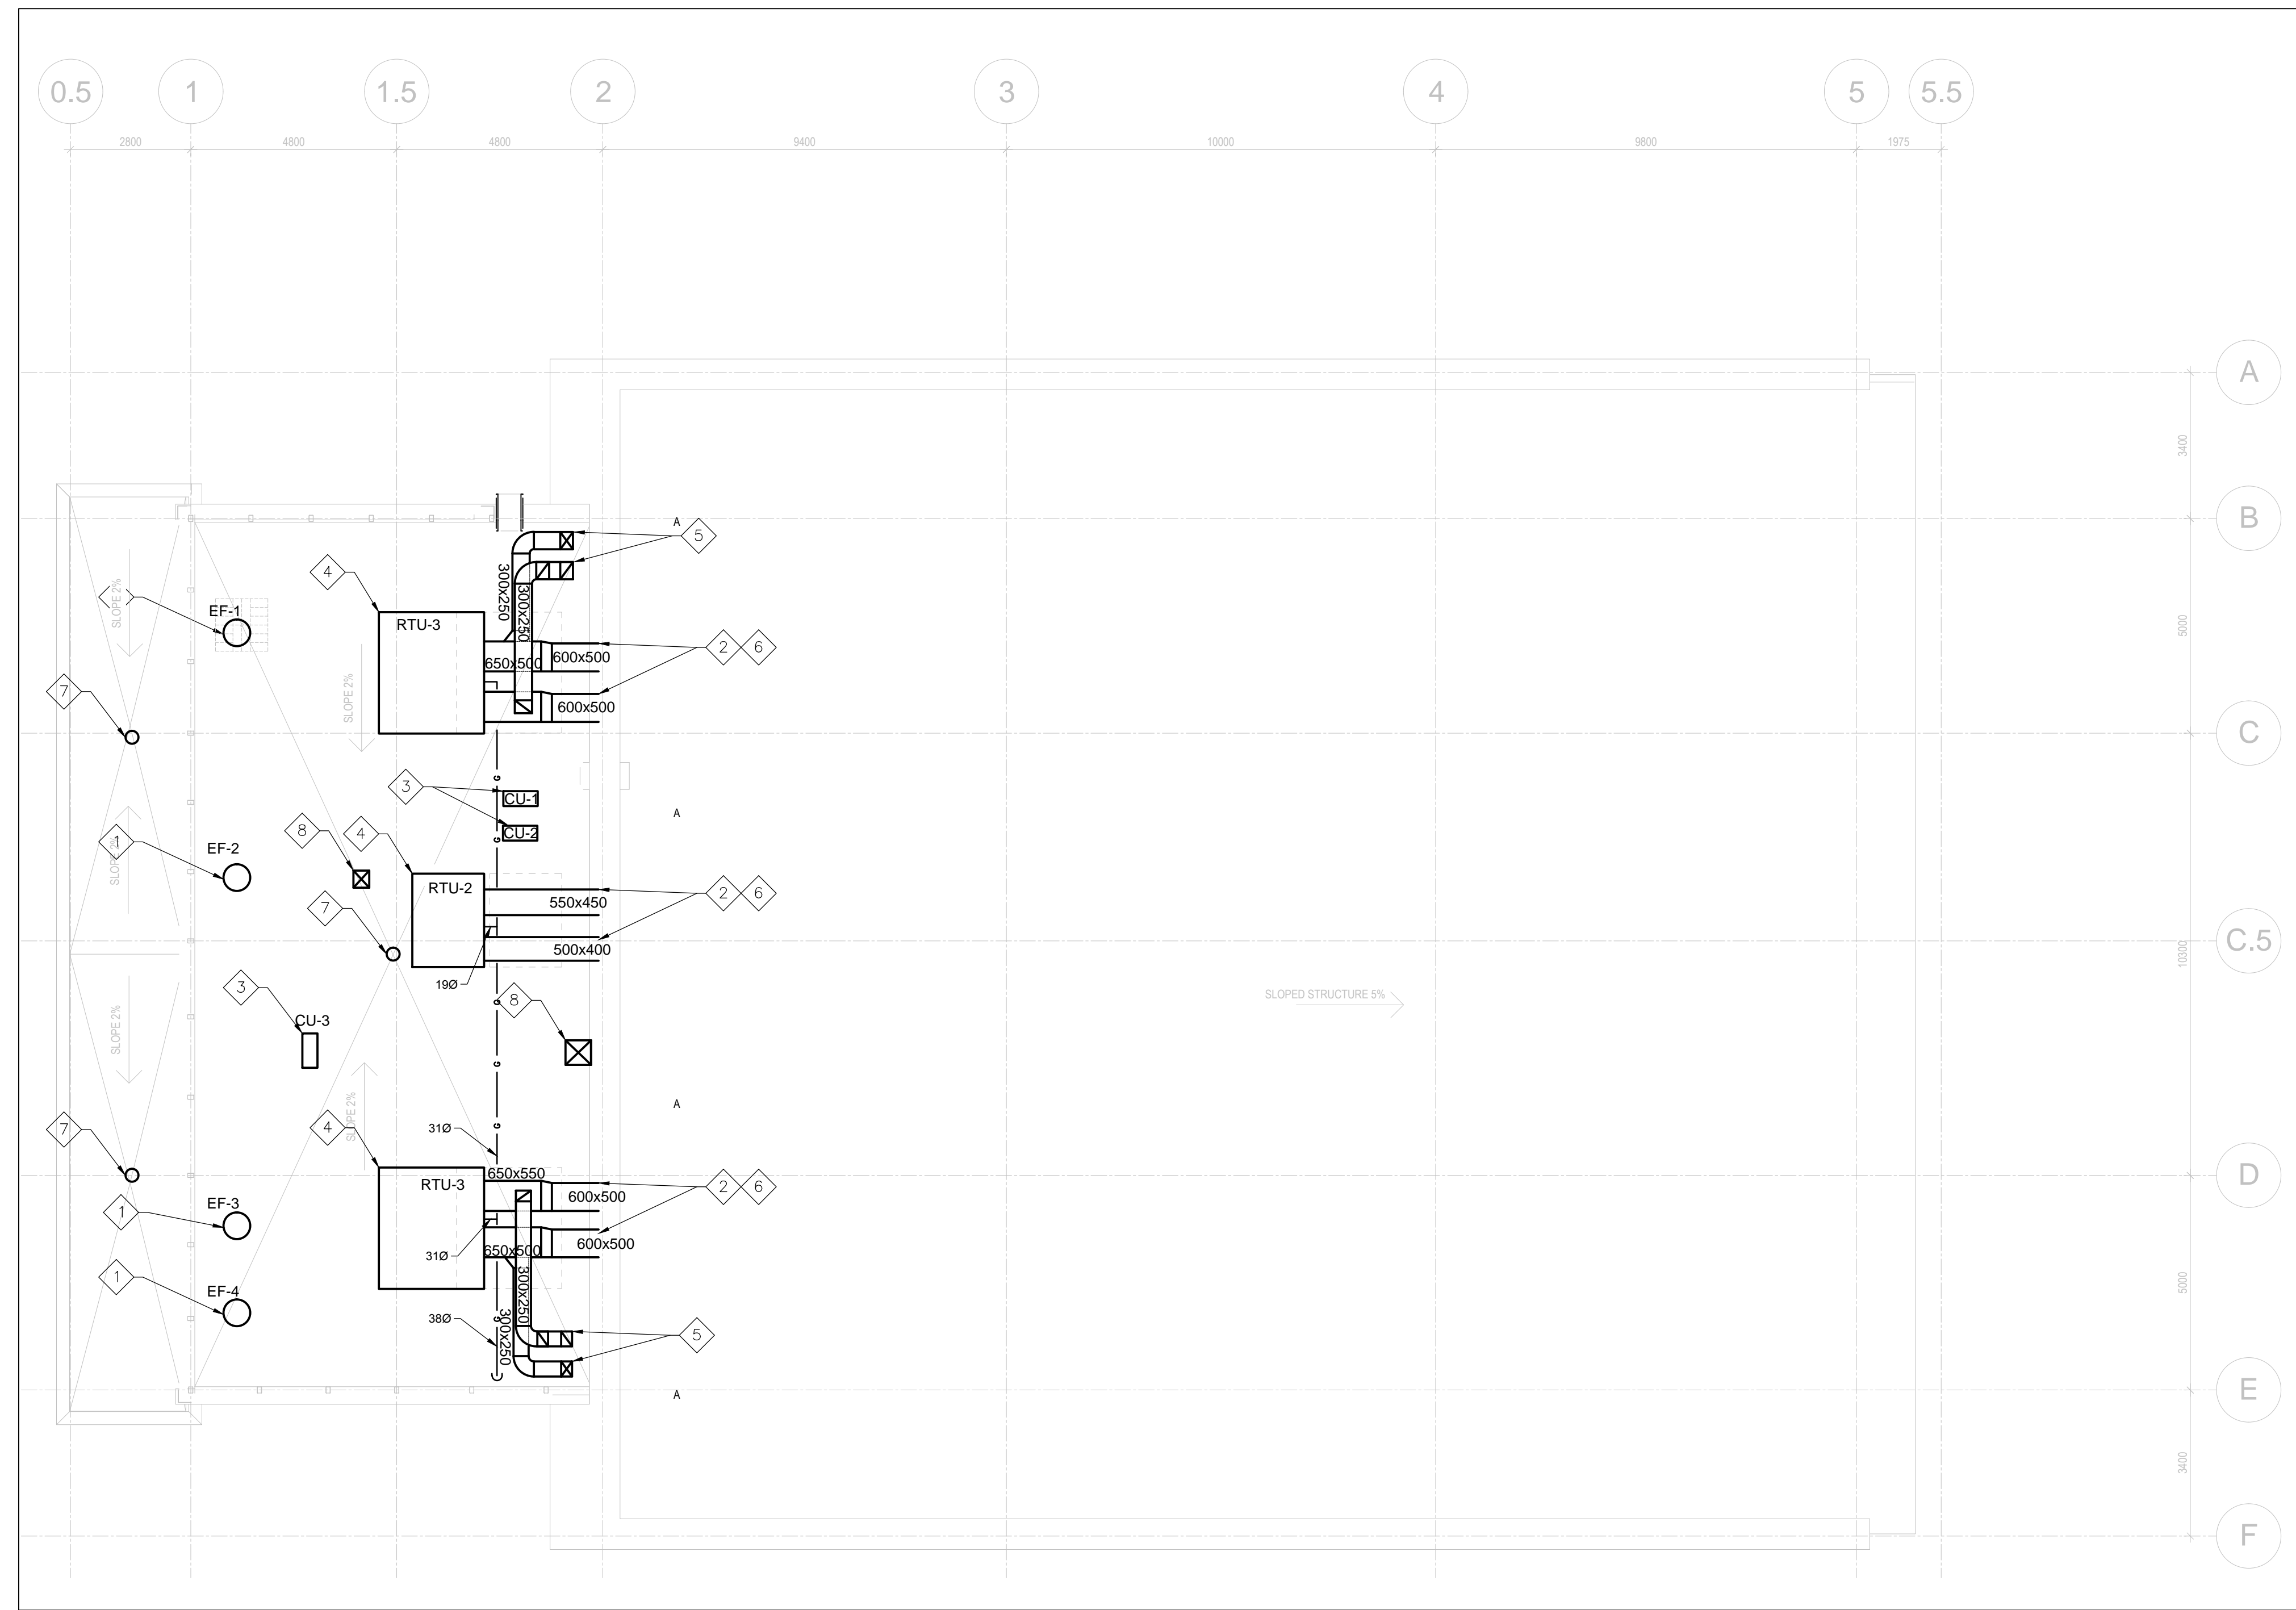 0.5
1
1.5
2
3
4
5
5.5
2800
4800
4800
9400
10000
9800
1975
A
3400
B
A
5
4
300x250
300x250
SLOPE 2%
EF-1
RTU-3
5000
2
6
650x500
600x500
7
SLOPE 2%
600x500
C
G
3
CU-1
A
8
4
CU-2
G
1
EF-2
SLOPE 2%
RTU-2
2
6
550x450
7
C.5
500x400
10300
19Ø
3
G
8
SLOPED STRUCTURE 5%
CU-3
SLOPE 2%
G
A
SLOPE 2%
7
4
31Ø
G
650x550
D
RTU-3
2
6
600x500
EF-3
1
31Ø
650x500
600x500
1
EF-4
300x250
5000
38Ø
G
300x250
5
A
E
3400
F